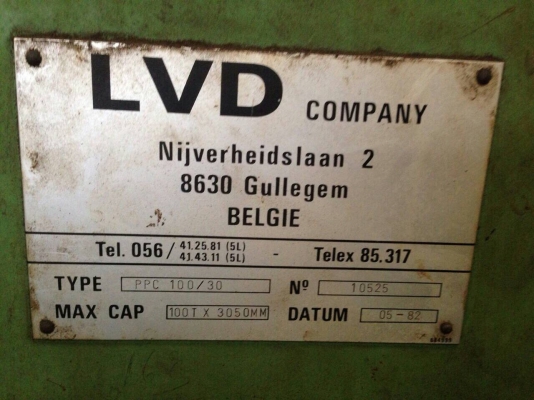 LVD COMPANY
Nijverheidslaan 2
8630 Gullegem
BELGIE
Tel. 056/ 41.25.81 (5L) - Telex 85.317
41.43.11 (5L)
TYPE PPC 100/30 Nº 10525
MAX CAP 100T X 3050MM DATUM 05-82